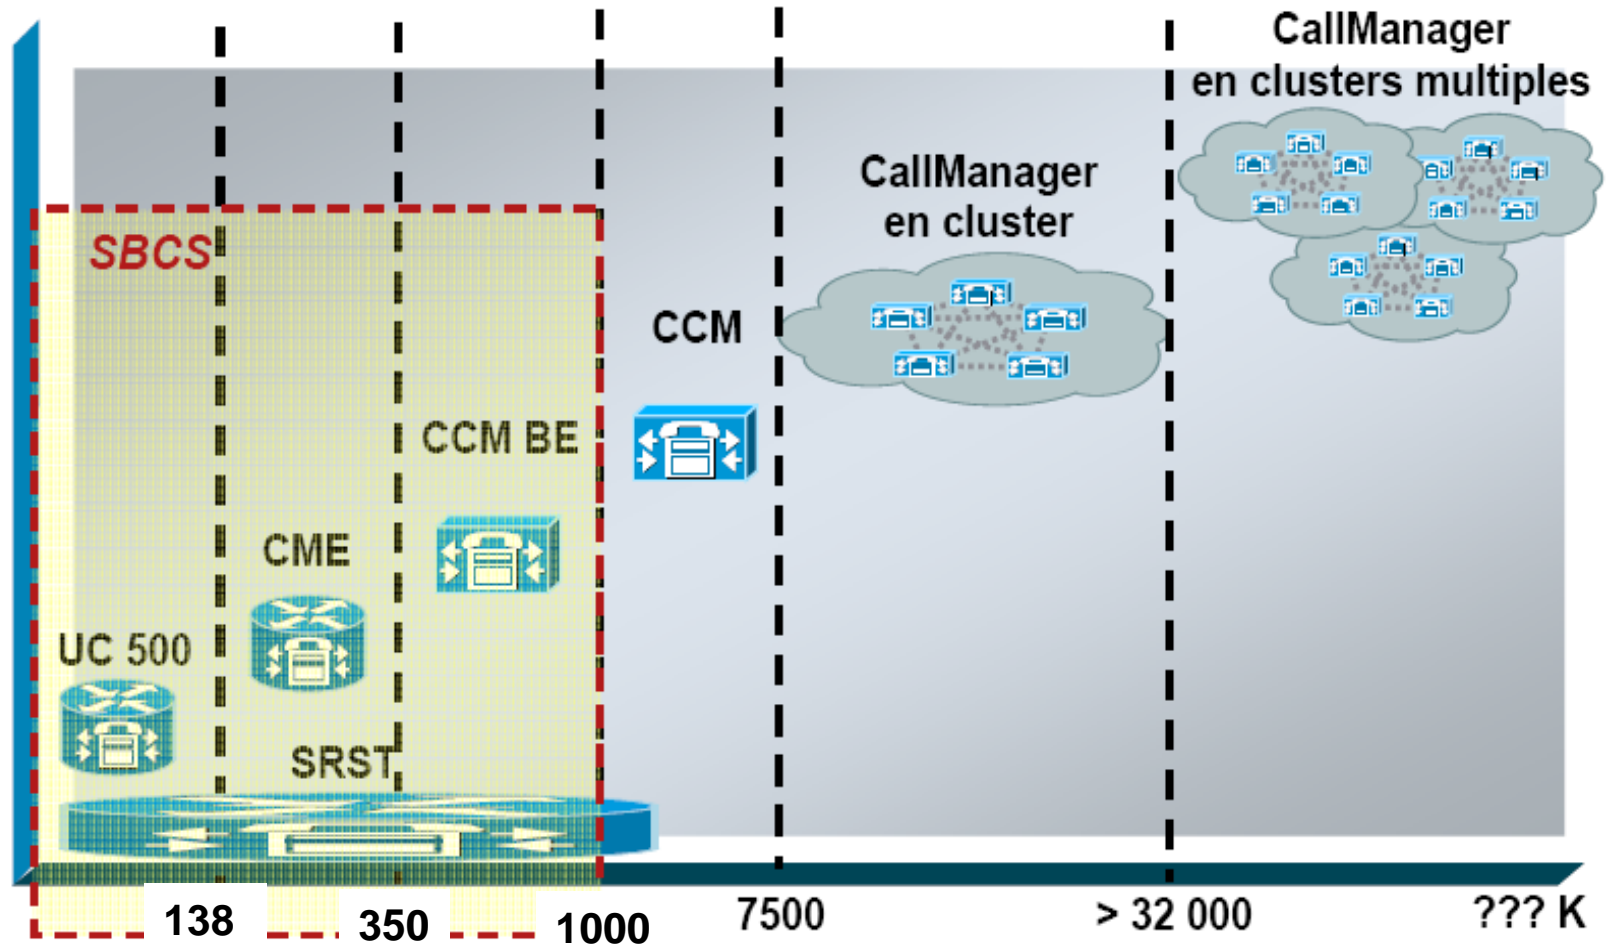 CallManager
en clusters multiples
CallManager
en cluster
SBCS
CCM
CCM BE
CME
UC 500
SRST
138
350
1000
7500
> 32 000
??? K